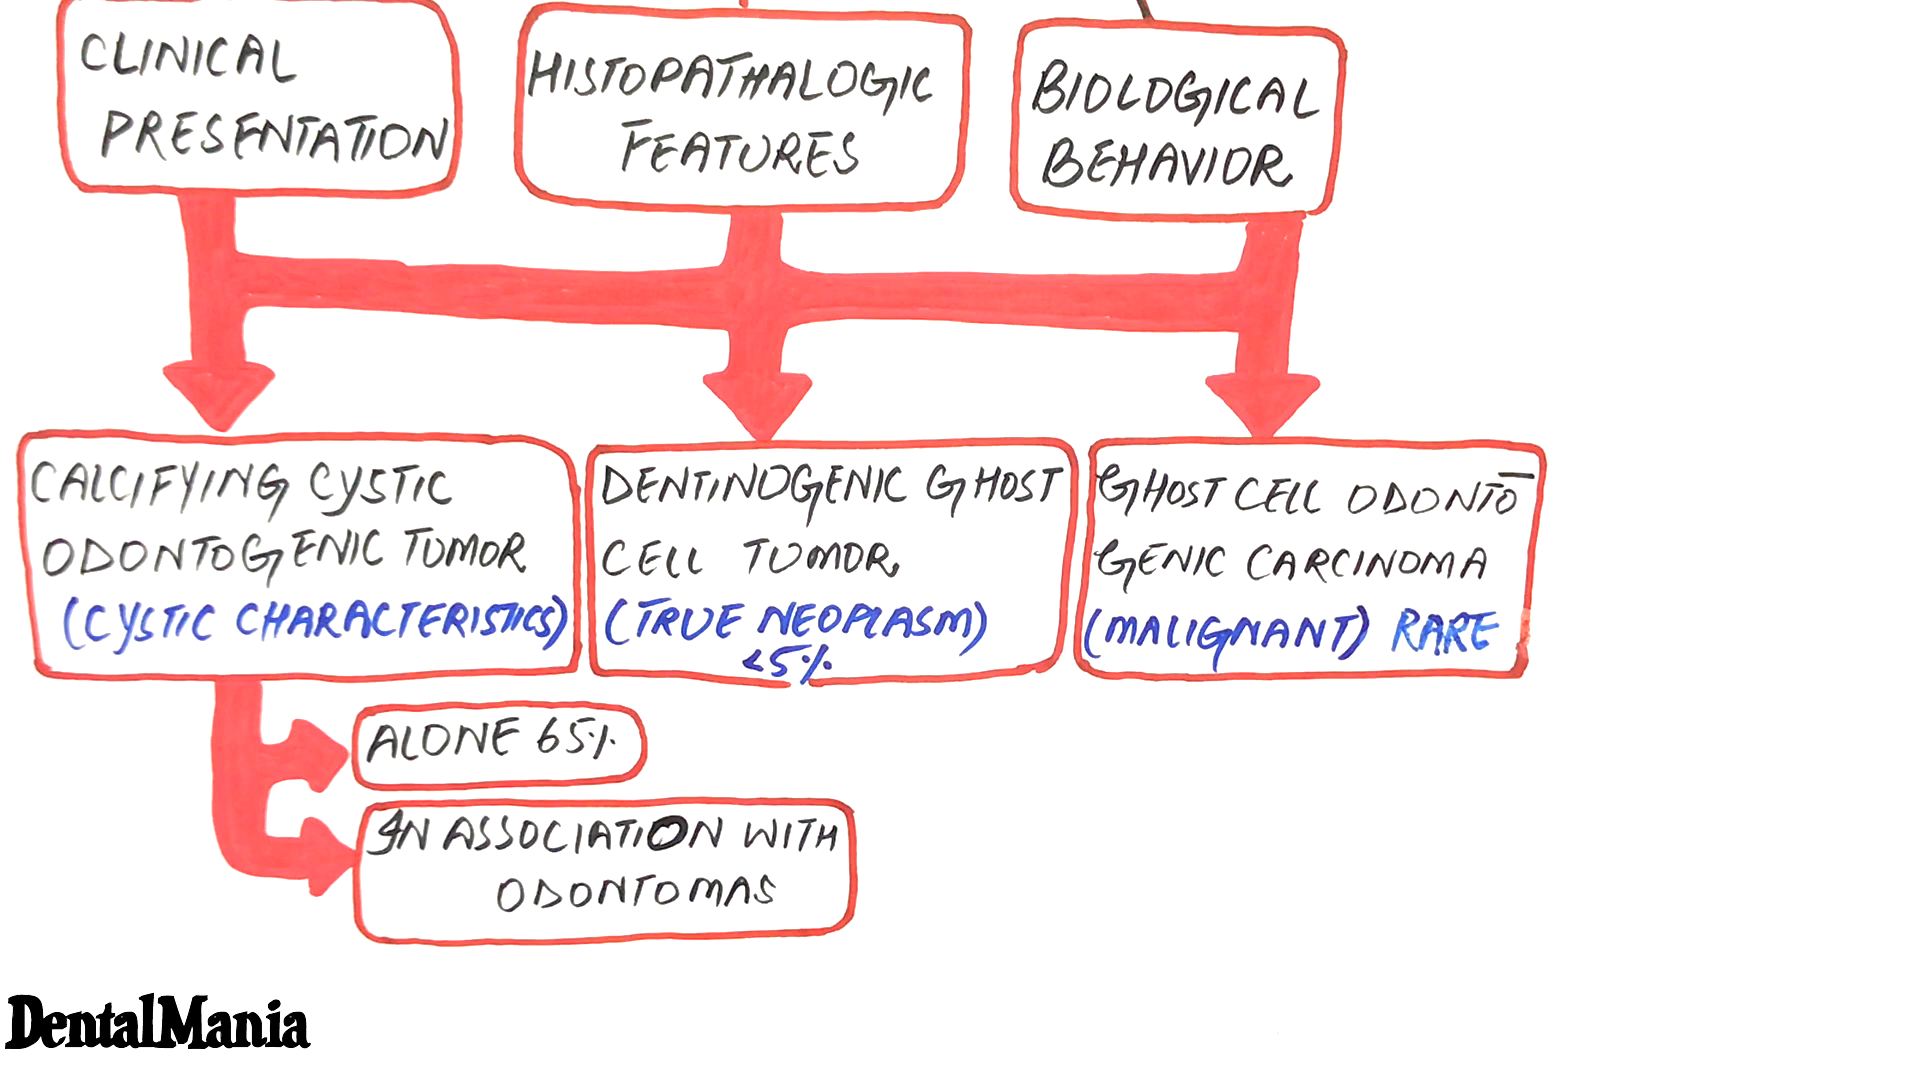 CLINICAL
PRESENTATION
HISTOPATHALOGIC
FEATURES
BIOLOGICAL
BEHAVIOR
CALCIFYING CYSTIC
ODONTOGENIC TUMOR
(CYSTIC CHARACTERISTICS)
DENTINOGENIC GHOST
CELL TUMOR
(TRUE NEOPLASM)
<5%
GHOST CELL ODONTO
GENIC CARCINOMA
(MALIGNANT) RARE
ALONE 65%
IN ASSOCIATION WITH
ODONTOMAS
DentalMania